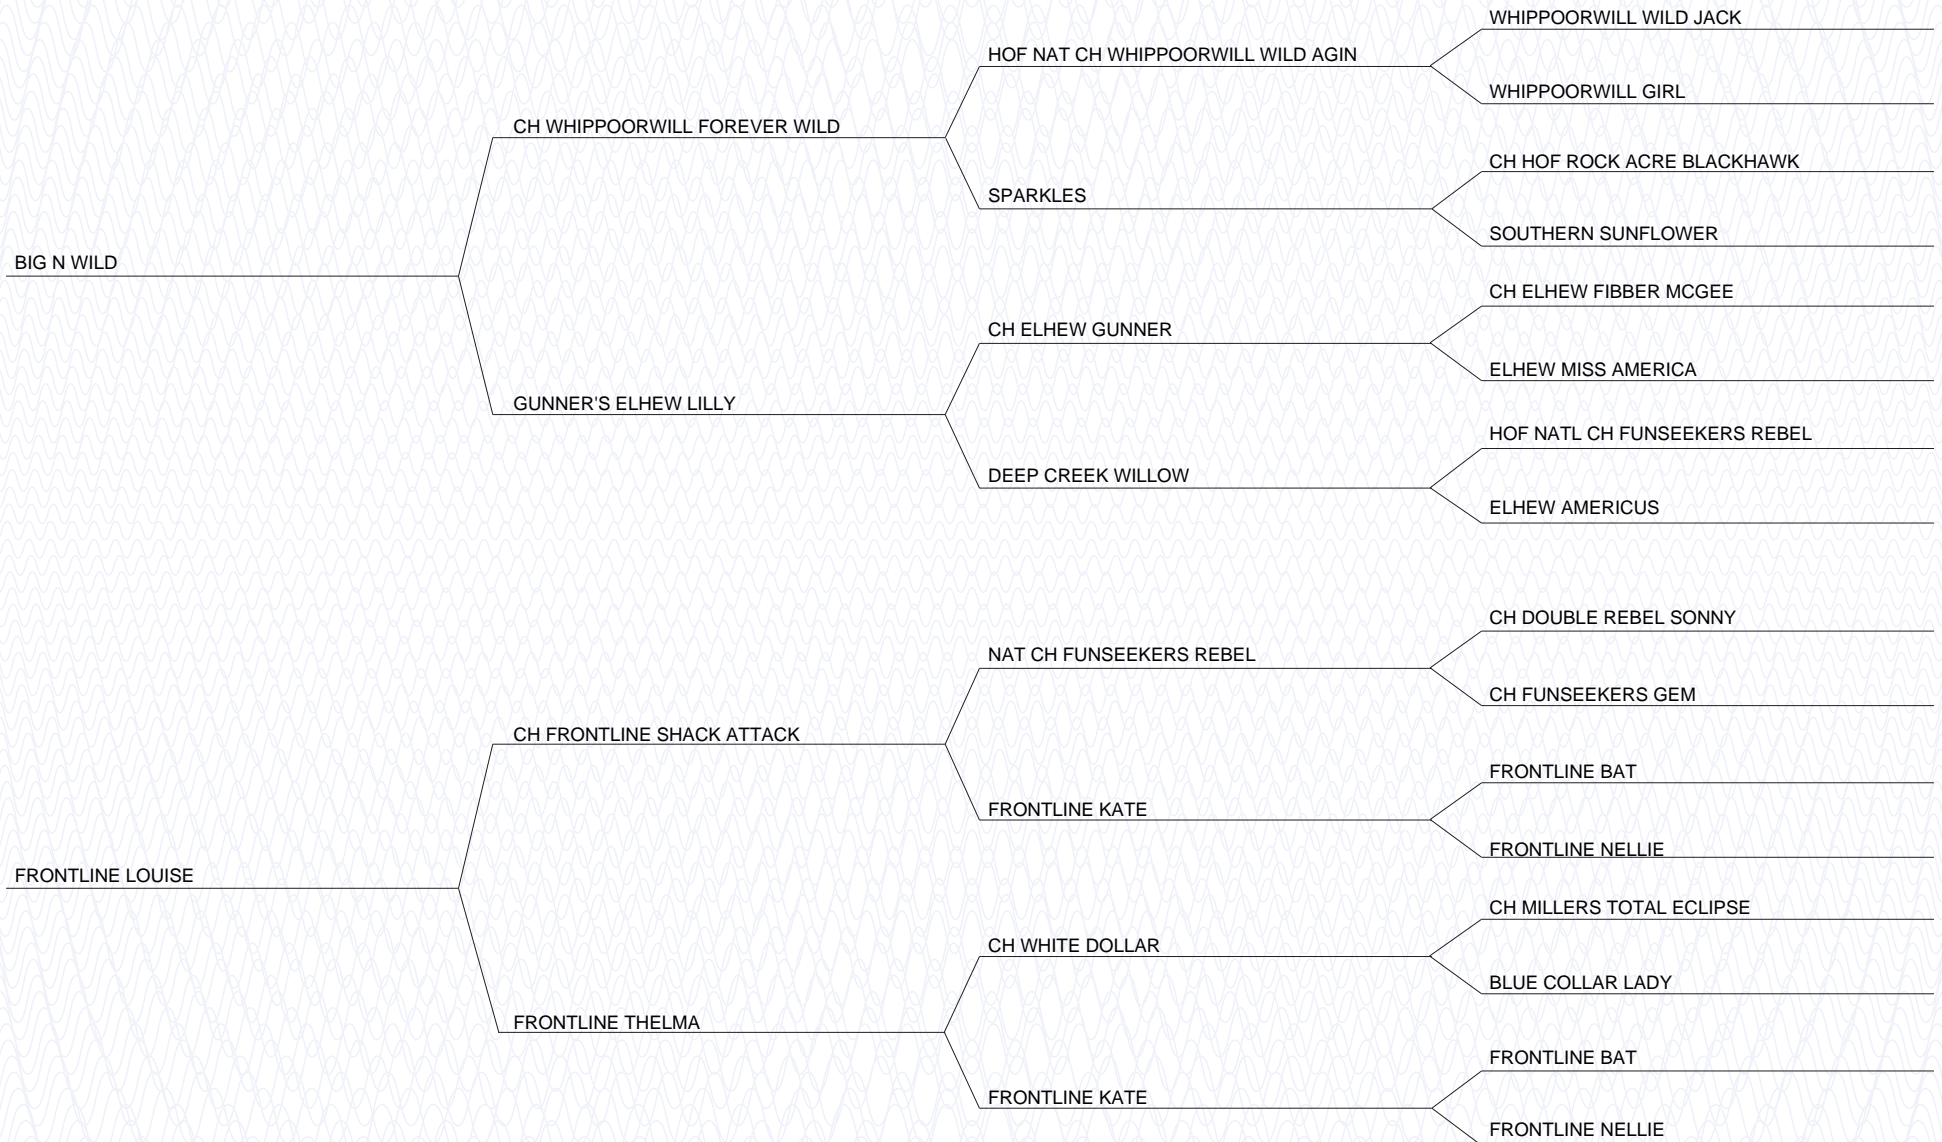 WHIPPOORWILL WILD JACK
HOF NAT CH WHIPPOORWILL WILD AGIN
WHIPPOORWILL GIRL
CH WHIPPOORWILL FOREVER WILD
CH HOF ROCK ACRE BLACKHAWK
SPARKLES
SOUTHERN SUNFLOWER
BIG N WILD
CH ELHEW FIBBER MCGEE
CH ELHEW GUNNER
ELHEW MISS AMERICA
GUNNER'S ELHEW LILLY
HOF NATL CH FUNSEEKERS REBEL
DEEP CREEK WILLOW
ELHEW AMERICUS
CH DOUBLE REBEL SONNY
NAT CH FUNSEEKERS REBEL
CH FUNSEEKERS GEM
CH FRONTLINE SHACK ATTACK
FRONTLINE BAT
FRONTLINE KATE
FRONTLINE NELLIE
FRONTLINE LOUISE
CH MILLERS TOTAL ECLIPSE
CH WHITE DOLLAR
BLUE COLLAR LADY
FRONTLINE THELMA
FRONTLINE BAT
FRONTLINE KATE
FRONTLINE NELLIE